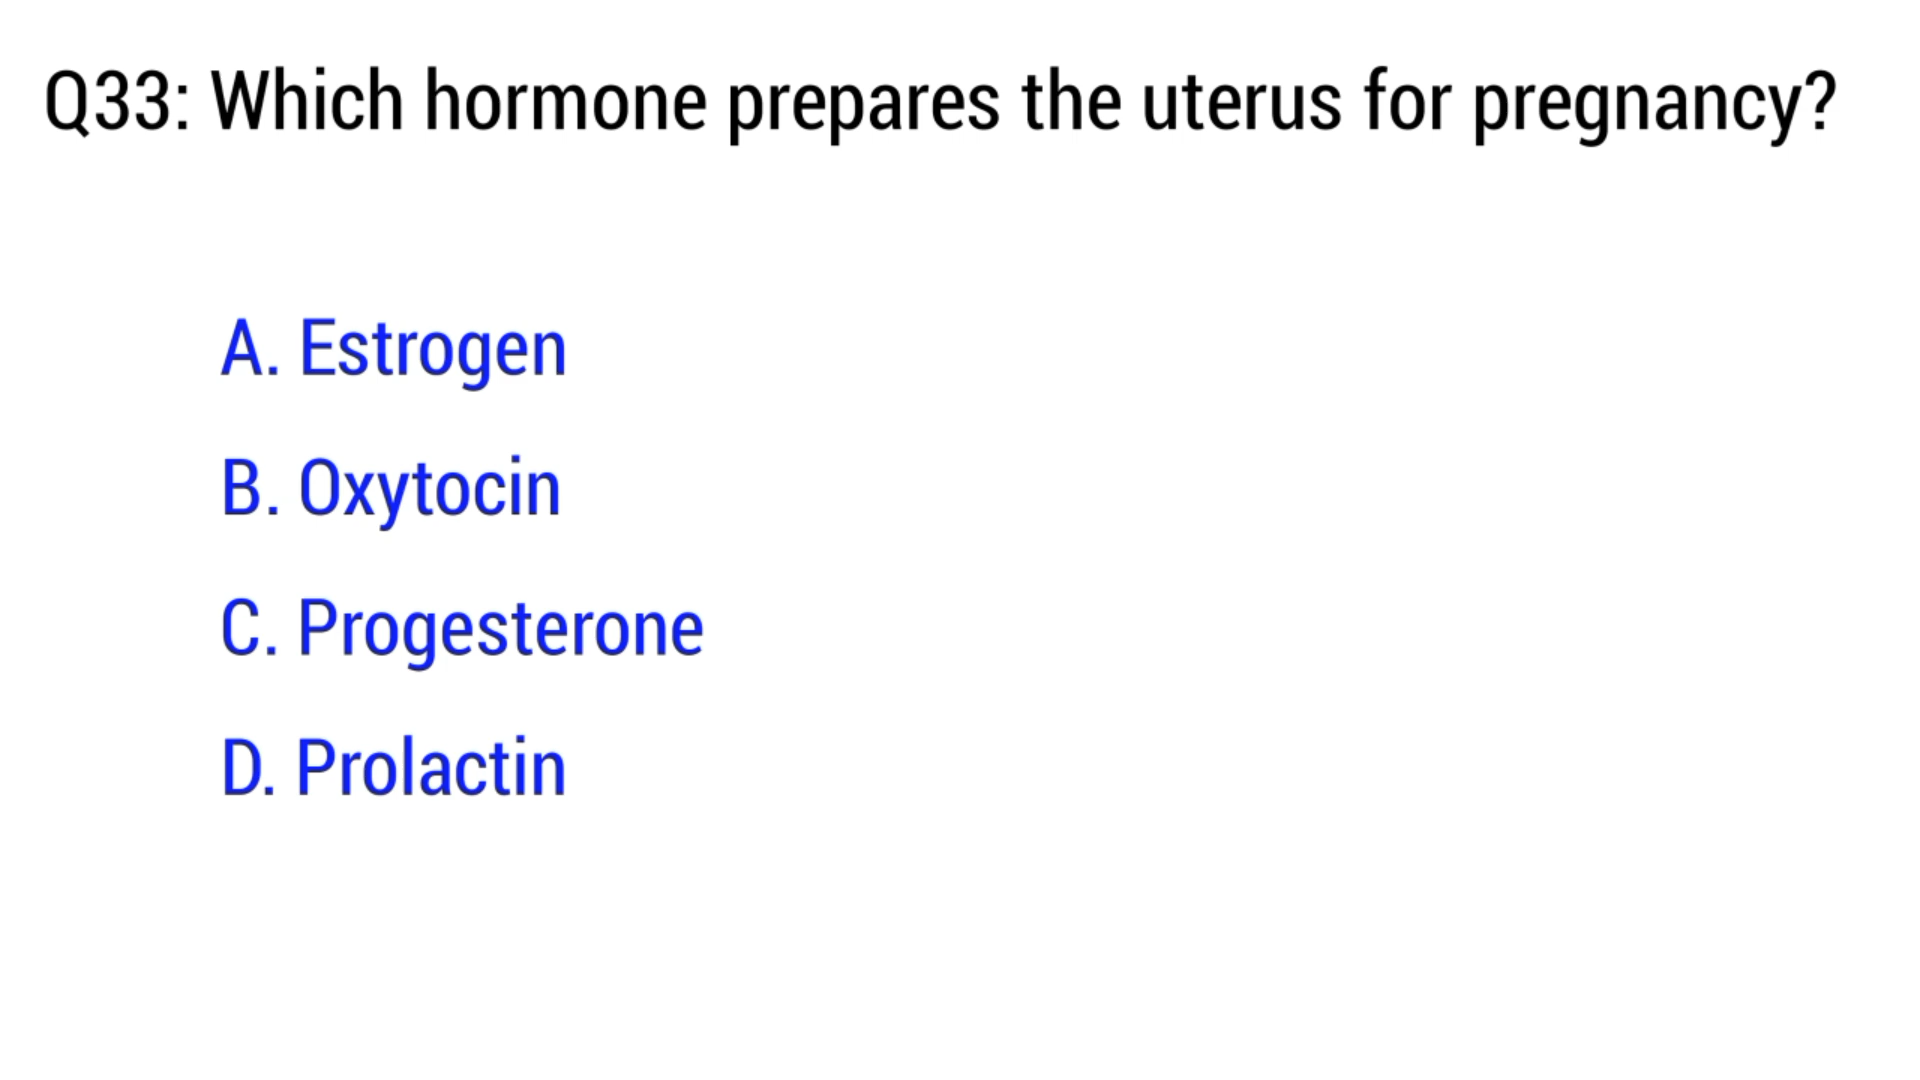 Q33: Which hormone prepares the uterus for pregnancy?
A. Estrogen
B. Oxytocin
C. Progesterone
D. Prolactin